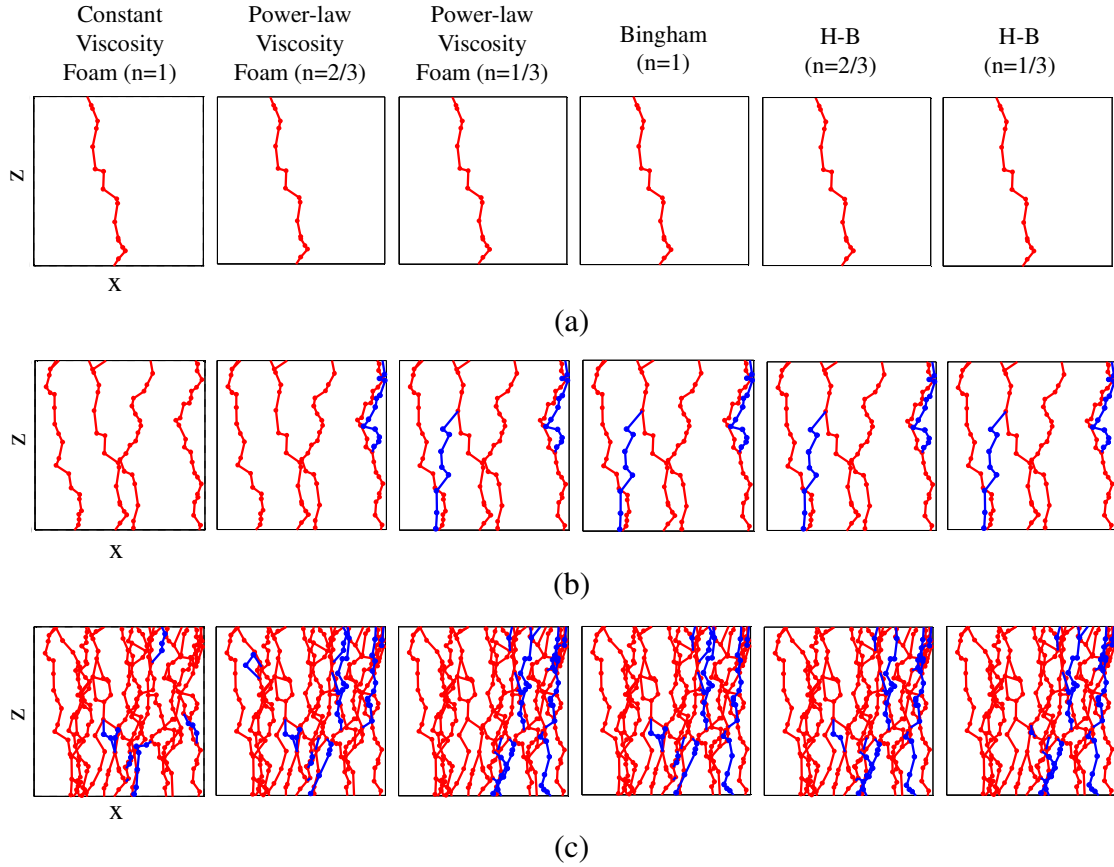 Constant
Viscosity
Foam (n=1)
Power-law
Viscosity
Foam (n=2/3)
Power-law
Viscosity
Foam (n=1/3)
Bingham
(n=1)
H-B
(n=2/3)
H-B
(n=1/3)
z
x
(a)
z
x
(b)
z
x
(c)